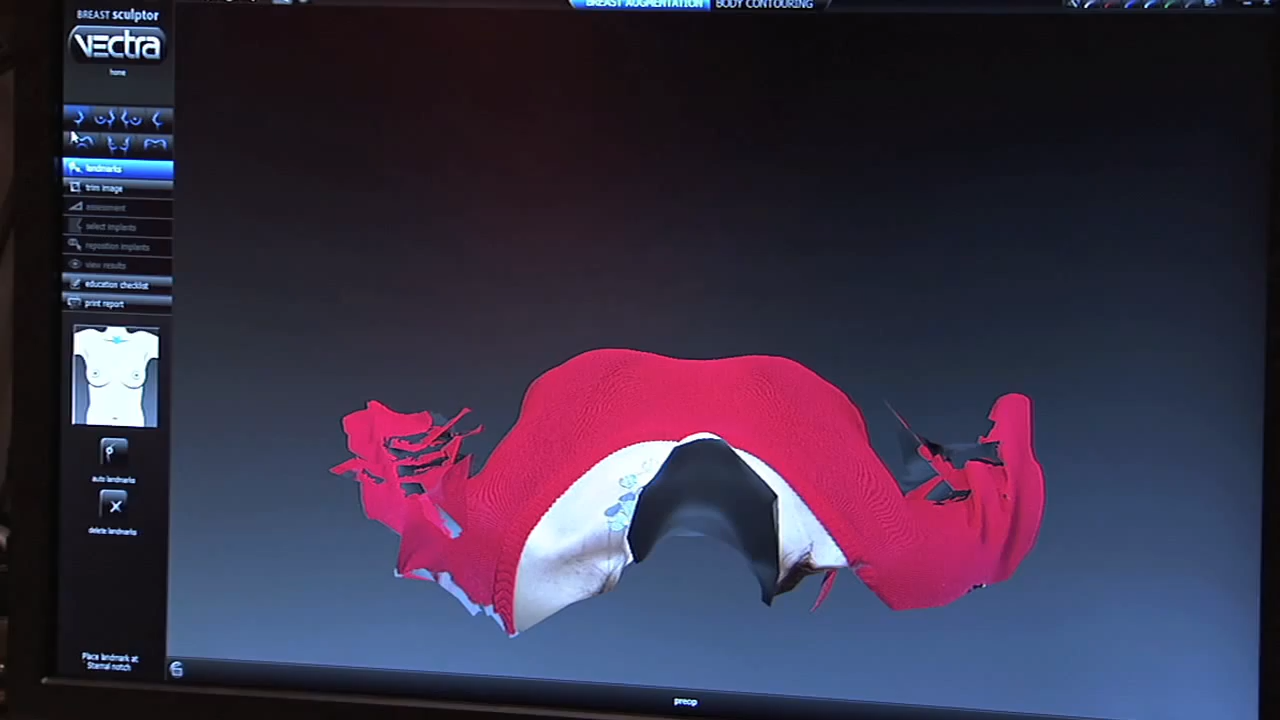 BREAST AUGMENTATION BODY CONTOURING
BREAST sculptor
vectra
home
landmarks
trim image
assessment
select implants
reposition implants
view results
education checklist
print report
auto landmarks
delete landmarks
Place landmark at
Sternal notch
preop